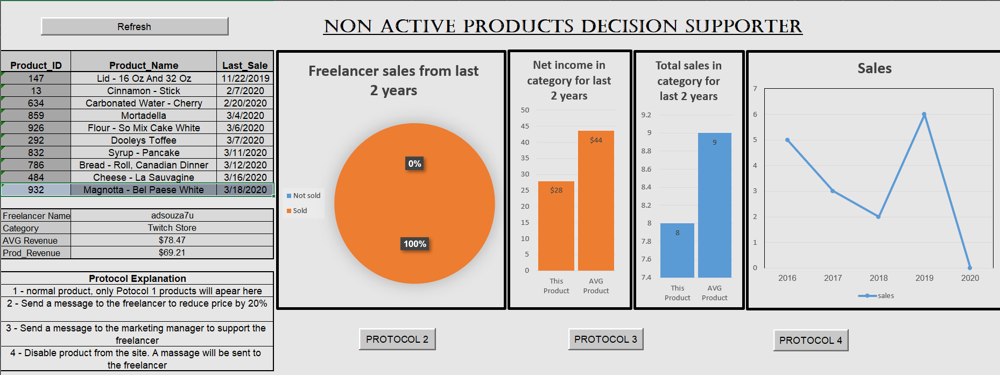 Refresh
NON ACTIVE PRODUCTS DECISION SUPPORTER
Product_ID Product_Name Last_Sale
147 Lid - 16 Oz And 32 Oz 11/22/2019
13 Cinnamon - Stick 2/7/2020
634 Carbonated Water - Cherry 2/20/2020
859 Mortadella 3/4/2020
926 Flour - So Mix Cake White 3/6/2020
292 Dooleys Toffee 3/7/2020
832 Syrup - Pancake 3/11/2020
786 Bread - Roll, Canadian Dinner 3/12/2020
484 Cheese - La Sauvagine 3/16/2020
932 Magnotta - Bel Paese White 3/18/2020
Freelancer Name adsouza7u
Category Twitch Store
AVG Revenue $78.47
Prod_Revenue $69.21
Protocol Explanation
1 - normal product, only Potocol 1 products will apear here
2 - Send a message to the freelancer to reduce price by 20%
3 - Send a message to the marketing manager to support the
freelancer
4 - Disable product from the site. A massage will be sent to
the freelancer
Freelancer sales from last
2 years
0%
100%
Not sold
Sold
Net income in
category for last
2 years
50
45
40
35
30
25
20
15
10
5
0
$28
$44
This
Product
AVG
Product
Total sales in
category for
last 2 years
9.2
9
8.8
8.6
8.4
8.2
8
7.8
7.6
7.4
8
9
This
Product
AVG
Product
Sales
7
6
5
4
3
2
1
0
2016 2017 2018 2019 2020
sales
PROTOCOL 2
PROTOCOL 3
PROTOCOL 4